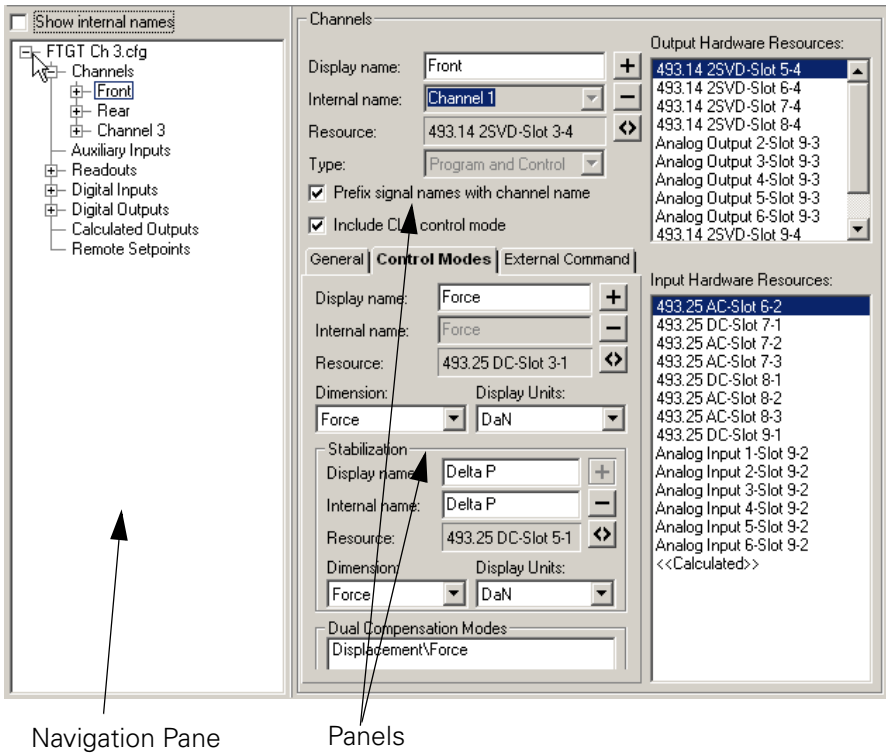 Show internal names
FTGT Ch 3.cfg
Channels
Front
Rear
Channel 3
Auxiliary Inputs
Readouts
Digital Inputs
Digital Outputs
Calculated Outputs
Remote Setpoints
Channels
Display name: Front
Internal name: Channel 1
Resource: 493.14 2SVD-Slot 3-4
Type: Program and Control
Prefix signal names with channel name
Include control mode
General Control Modes External Command
Display name: Force
Internal name: Force
Resource: 493.25 DC-Slot 3-1
Dimension: Display Units:
Force DaN
Stabilization
Display name: Delta P
Internal name: Delta P
Resource: 493.25 DC-Slot 5-1
Dimension: Display Units:
Force DaN
Dual Compensation Modes
Displacement\Force
Output Hardware Resources:
493.14 2SVD-Slot 5-4
493.14 2SVD-Slot 6-4
493.14 2SVD-Slot 7-4
493.14 2SVD-Slot 8-4
Analog Output 2-Slot 9-3
Analog Output 3-Slot 9-3
Analog Output 4-Slot 9-3
Analog Output 5-Slot 9-3
Analog Output 6-Slot 9-3
493.14 2SVD-Slot 9-4
Input Hardware Resources:
493.25 AC-Slot 6-2
493.25 DC-Slot 7-1
493.25 AC-Slot 7-2
493.25 AC-Slot 7-3
493.25 DC-Slot 8-1
493.25 AC-Slot 8-2
493.25 AC-Slot 8-3
493.25 DC-Slot 9-1
Analog Input 1-Slot 9-2
Analog Input 2-Slot 9-2
Analog Input 3-Slot 9-2
Analog Input 4-Slot 9-2
Analog Input 5-Slot 9-2
Analog Input 6-Slot 9-2
<<Calculated>>
Navigation Pane
Panels